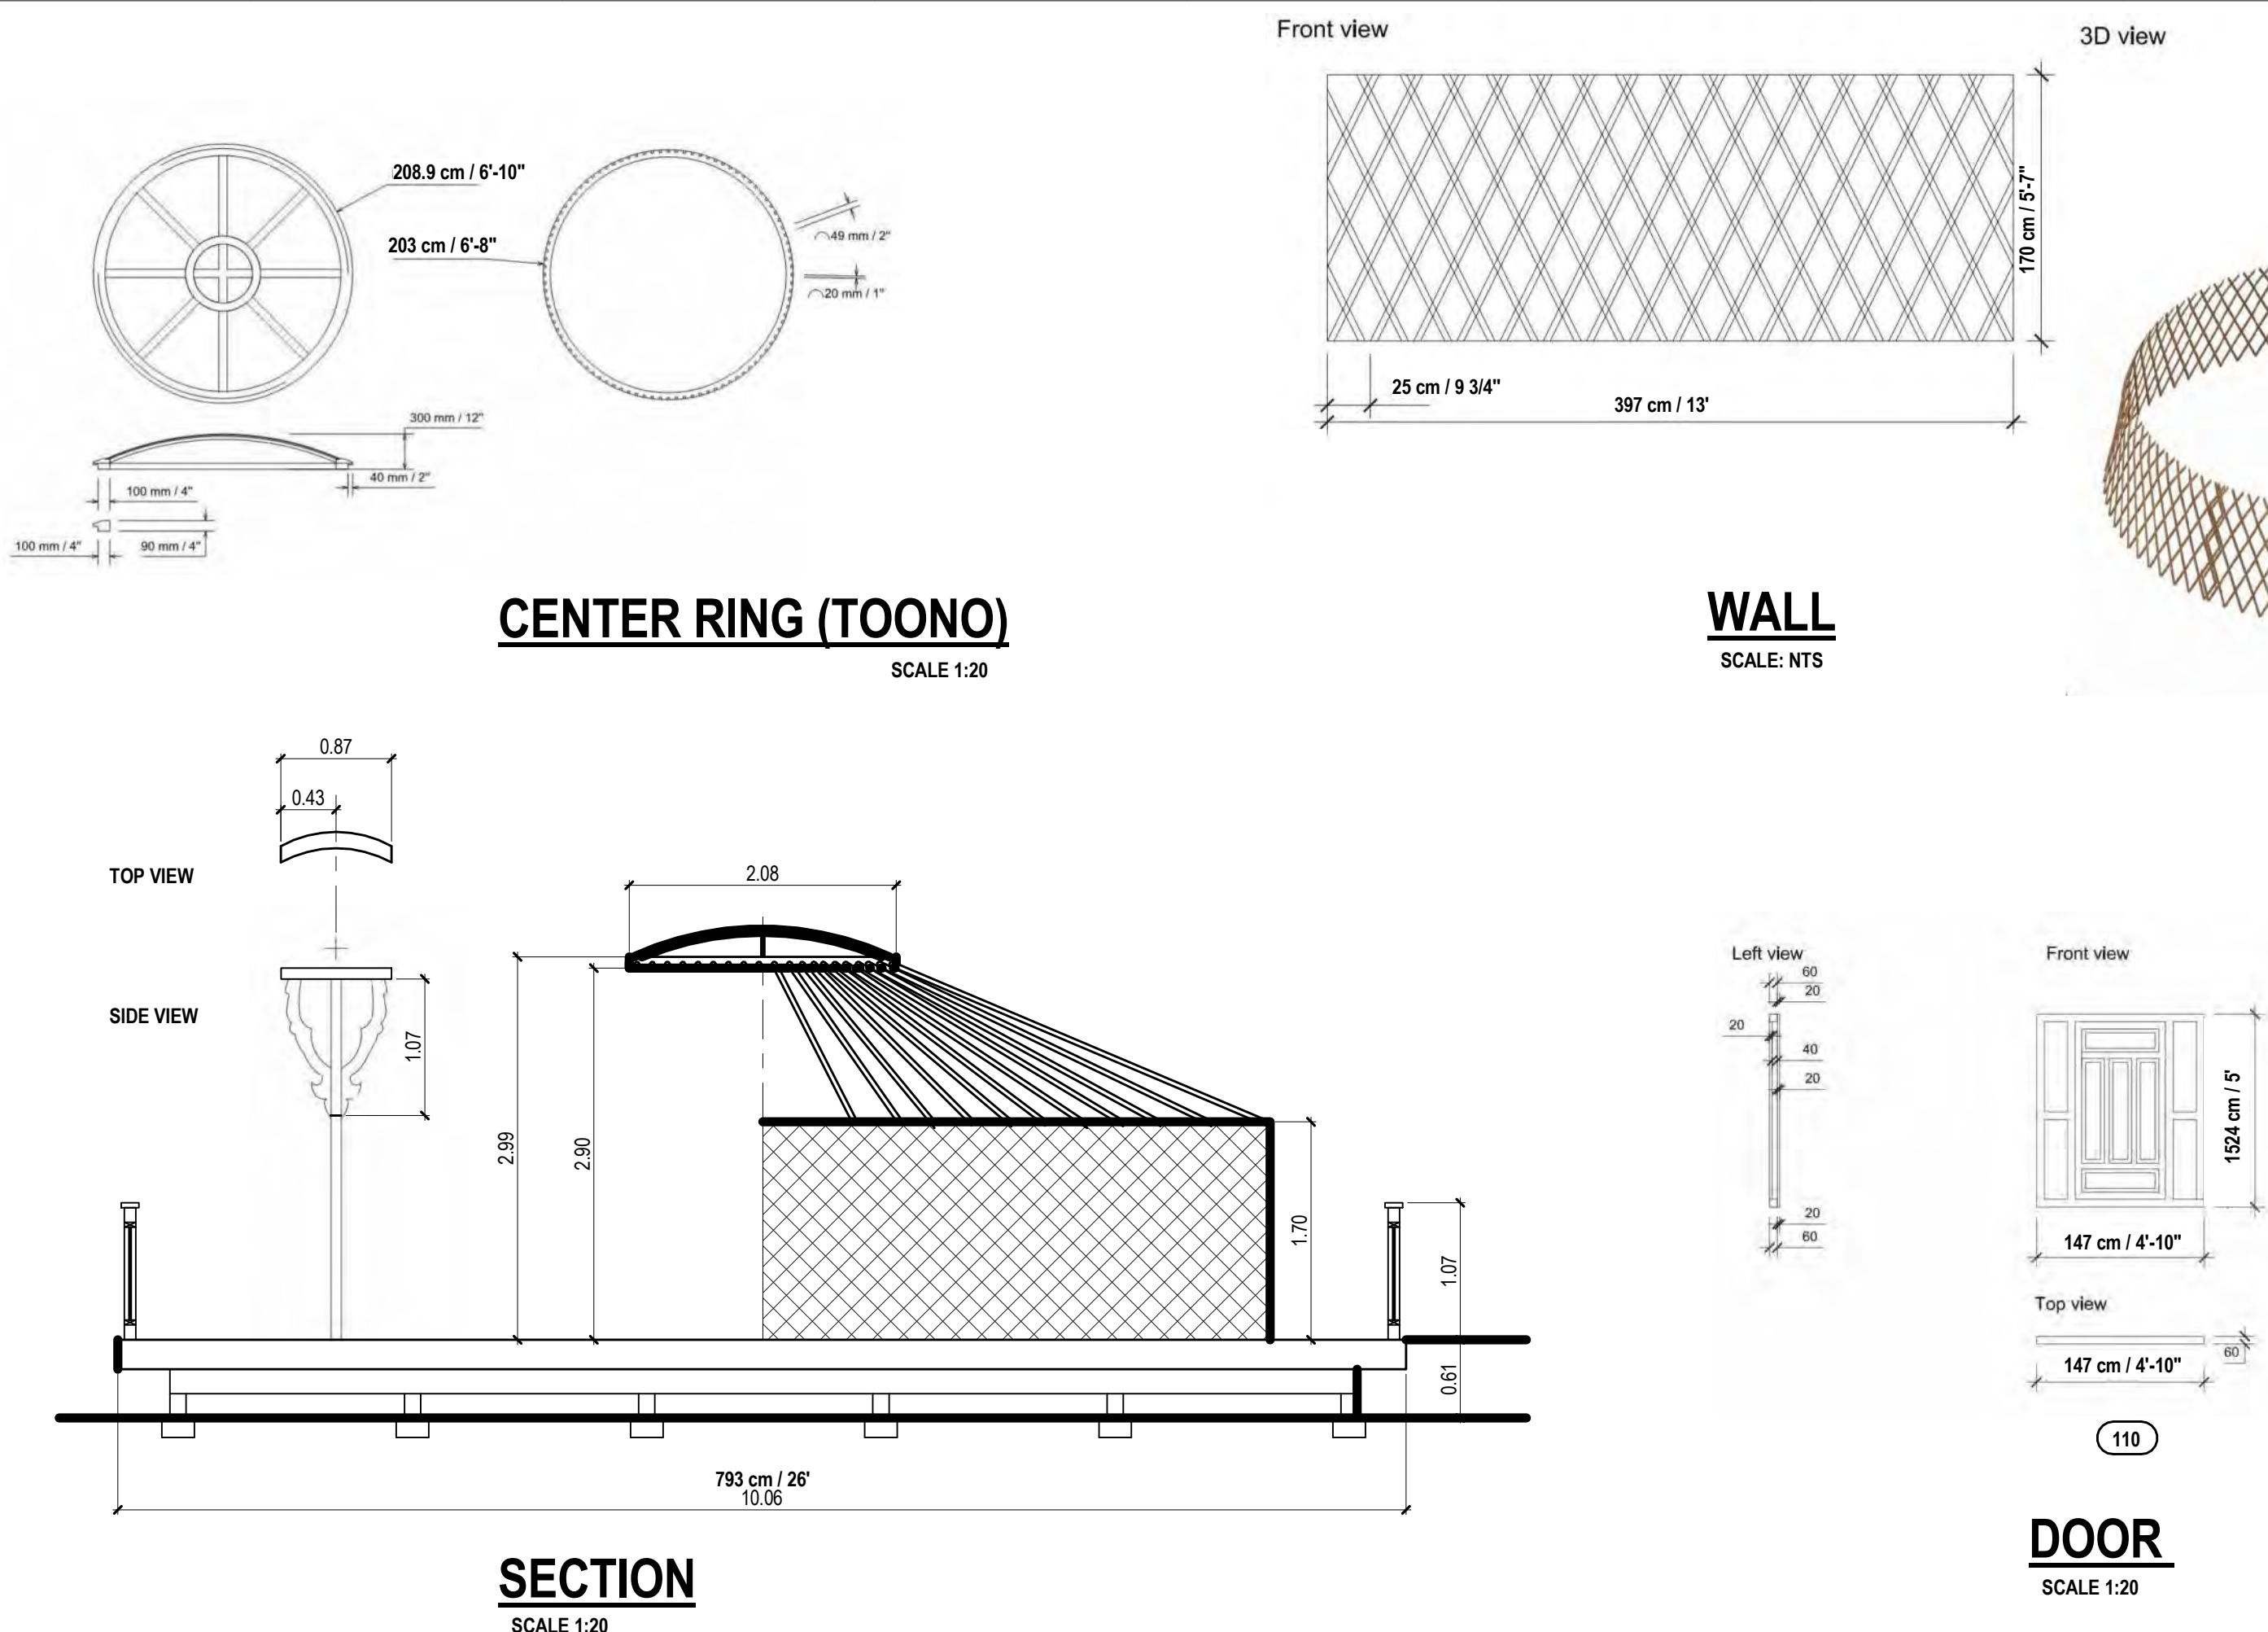 Front view
3D view
208.9 cm / 6'-10"
203 cm / 6'-8"
49 mm / 2"
20 mm / 1"
300 mm / 12"
40 mm / 2"
100 mm / 4"
100 mm / 4"
90 mm / 4"
170 cm / 5'-7"
25 cm / 9 3/4"
397 cm / 13'
CENTER RING (TOONO)
SCALE 1:20
WALL
SCALE: NTS
0.87
0.43
TOP VIEW
SIDE VIEW
1.07
2.08
2.99
2.90
1.70
1.07
0.61
793 cm / 26'
10.06
SECTION
SCALE 1:20
Left view
60
20
20
40
20
20
60
Front view
1524 cm / 5'
147 cm / 4'-10"
Top view
60
147 cm / 4'-10"
110
DOOR
SCALE 1:20